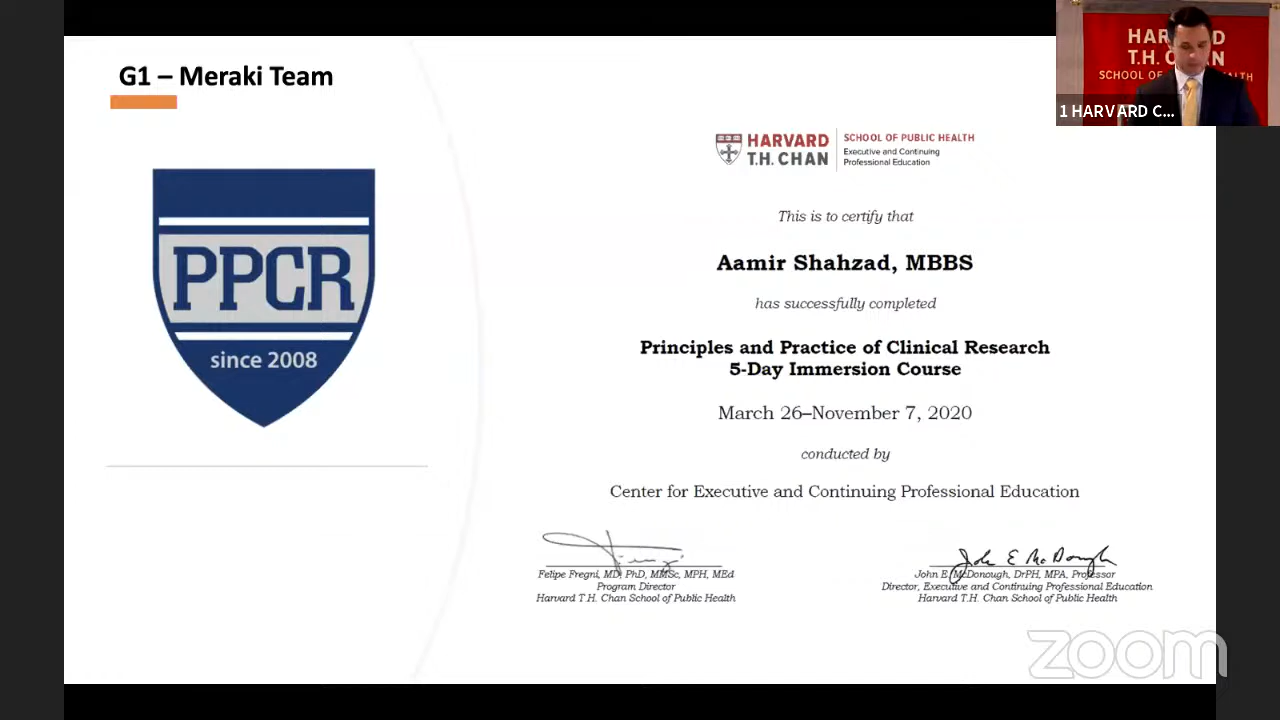 G1 – Meraki Team
PPCR
since 2008
HARVARD
T.H. CHAN
SCHOOL OF PUBLIC HEALTH
Executive and Continuing
Professional Education
This is to certify that
Aamir Shahzad, MBBS
has successfully completed
Principles and Practice of Clinical Research
5-Day Immersion Course
March 26–November 7, 2020
conducted by
Center for Executive and Continuing Professional Education
John E McDonough
Felipe Fregni, MD, PhD, MMSc, MPH, MEd
Program Director
Harvard T.H. Chan School of Public Health
John E. McDonough, DrPH, MPA, Professor
Director, Executive and Continuing Professional Education
Harvard T.H. Chan School of Public Health
SCHOOL OF
1 HARVARD C...
zoom